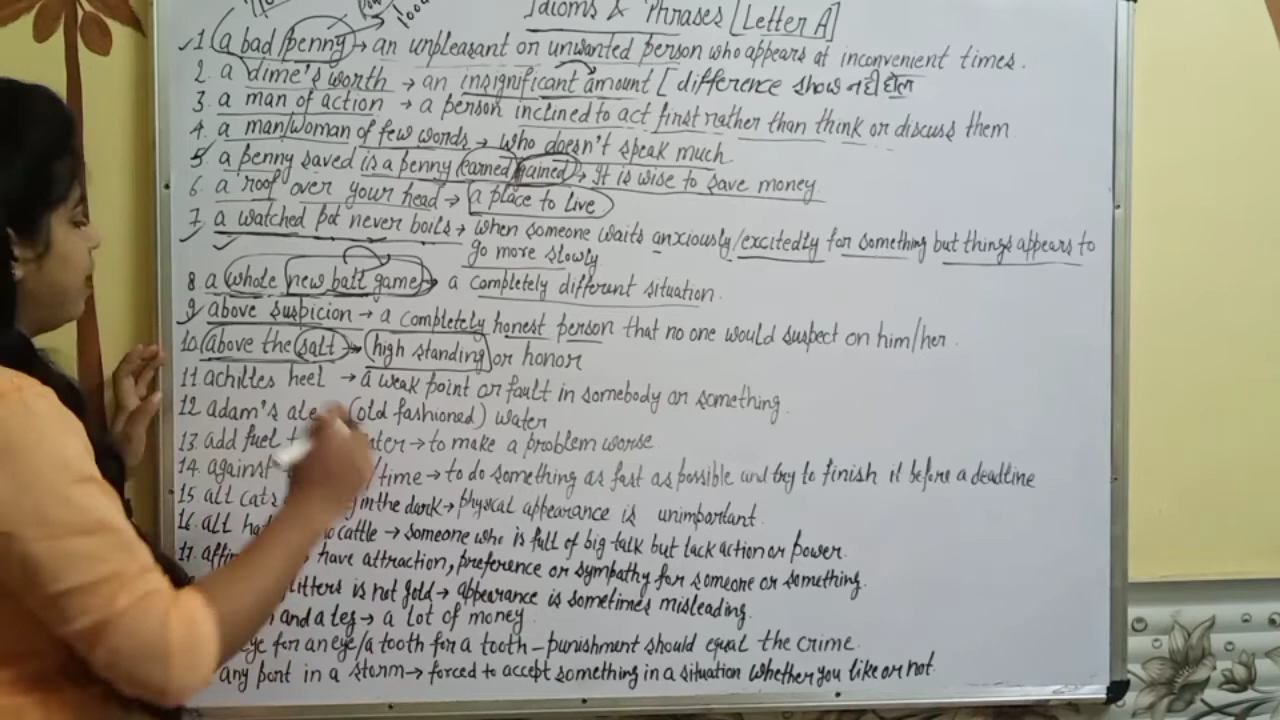 Idioms & Phrases [Letter A]
1. a bad penny → an unpleasant or unwanted person who appears at inconvenient times.
2. a dime's worth → an insignificant amount [difference show नही होता
3. a man of action → a person inclined to act first rather than think or discuss them
4. a man/woman of few words → who doesn't speak much
5. a penny saved is a penny earned/gained → It is wise to save money.
6. a roof over your head → a place to live
7. a watched pot never boils → when someone waits anxiously/excitedly for something but things appears to
go more slowly
8 a whole new ball game → a completely different situation.
9 above suspicion → a completely honest person that no one would suspect on him/her.
10. above the salt → high standing or honor
11 achilles heel → a weak point or fault in somebody or something.
12 adam's ale (old fashioned) water
13. add fuel → to make a problem worse
14. against /time → to do something as fast as possible and try to finish it before a deadline
15 all cats in the dark → physical appearance is unimportant.
16. all cattle → someone who is full of big talk but lack action or power.
17. have attraction, preference or sympathy for someone or something.
is not gold → appearance is sometimes misleading.
and a leg → a lot of money.
eye for an eye/a tooth for a tooth – punishment should equal the crime.
any port in a storm → forced to accept something in a situation whether you like or not.